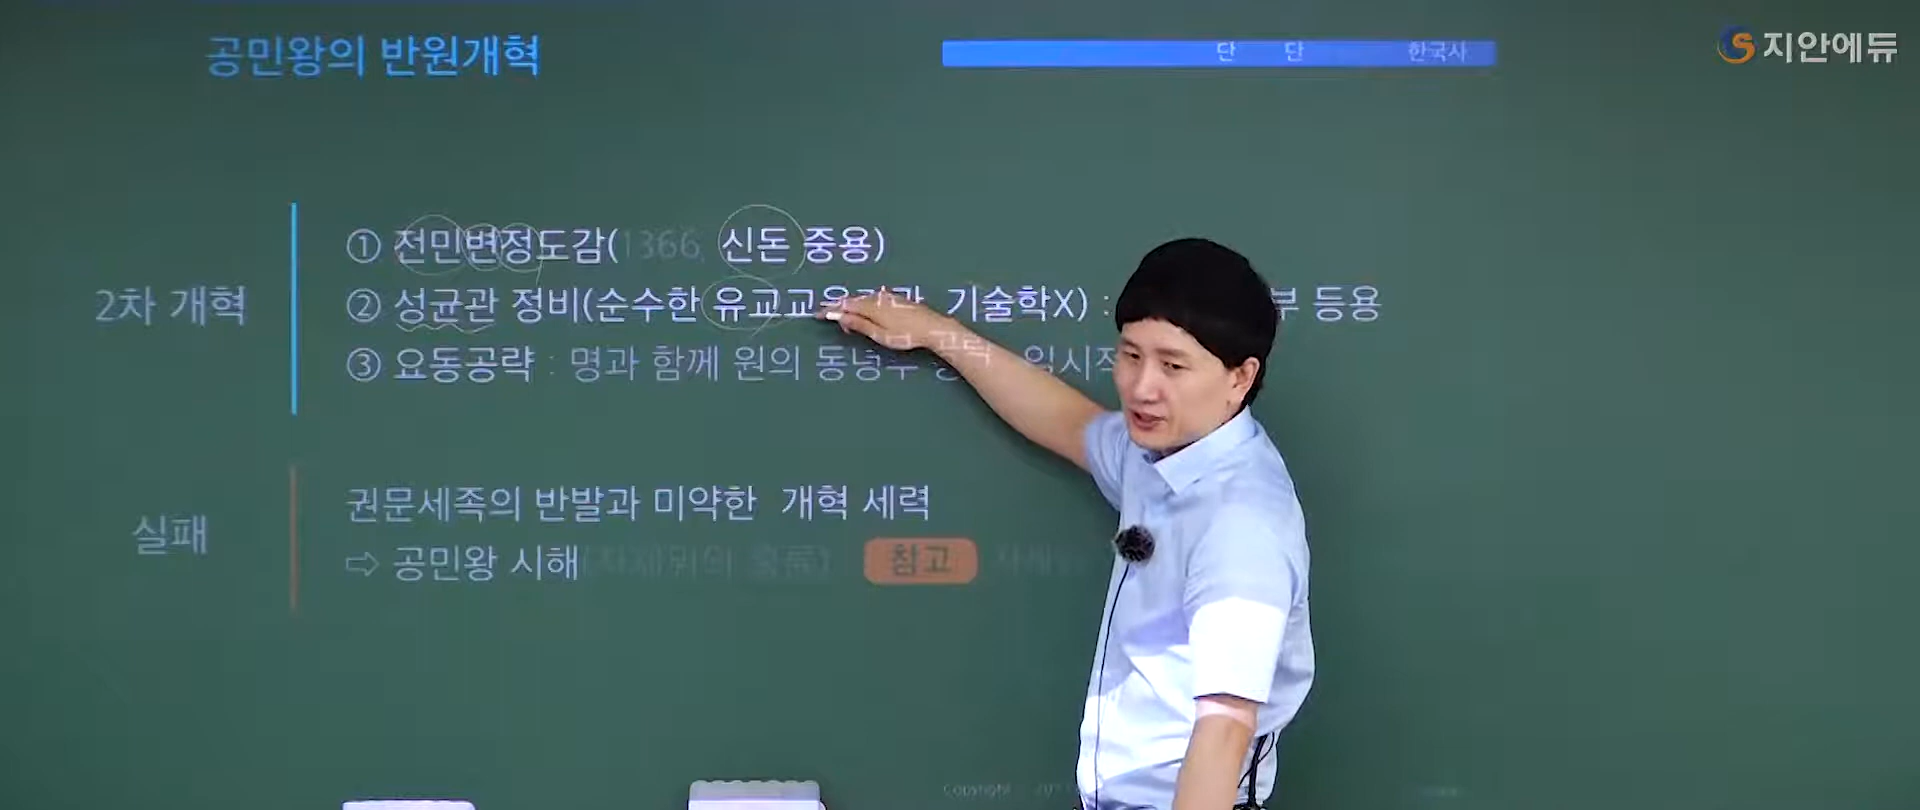 공민왕의 반원개혁
단 단 한국사
지안에듀
2차 개혁
① 전민변정도감(1366, 신돈 중용)
② 성균관 정비(순수한 유교교육기관, 기술학X) : 부 등용
③ 요동공략 : 명과 함께 원의 동녕부 공략
실패
권문세족의 반발과 미약한 개혁 세력
⇨ 공민왕 시해
참고
Copyright